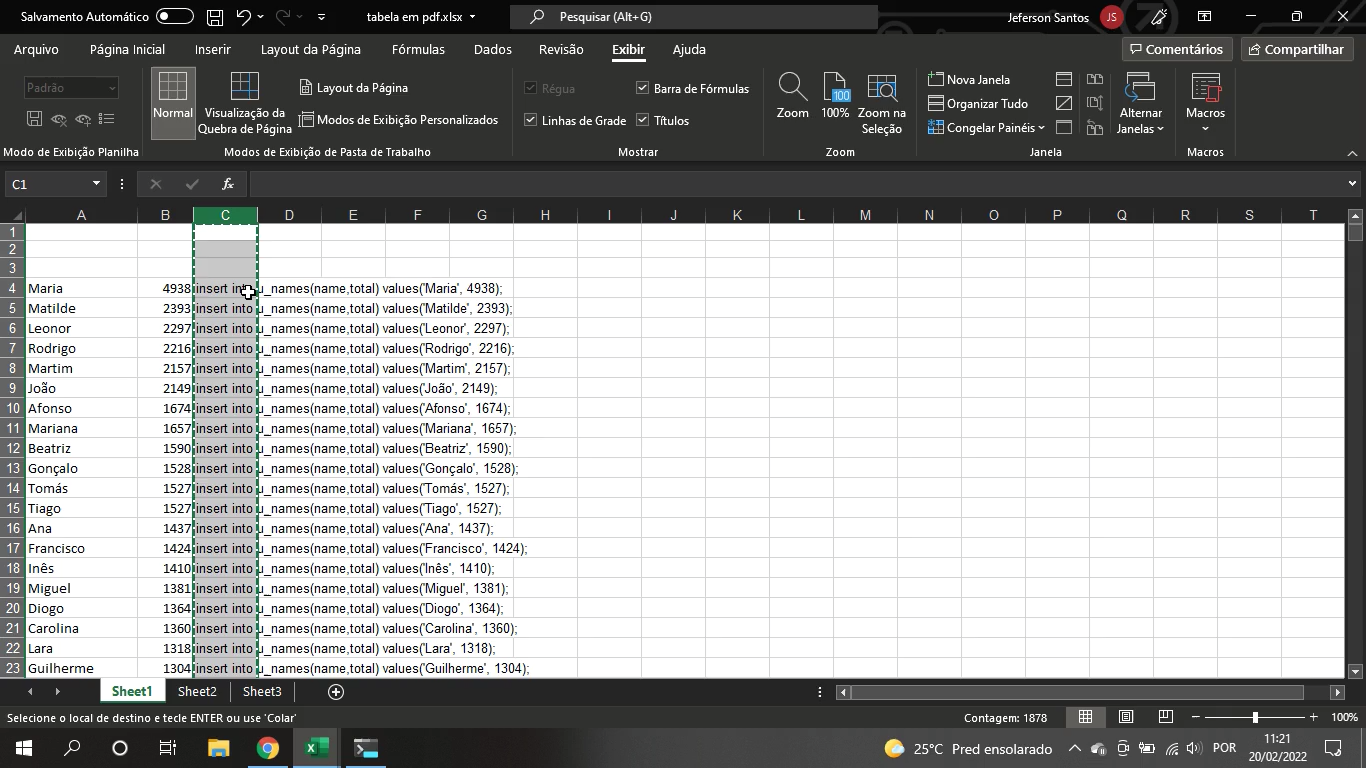 Salvamento Automático tabela em pdf.xlsx Pesquisar (Alt+G) Jeferson Santos JS
Arquivo Página Inicial Inserir Layout da Página Fórmulas Dados Revisão Exibir Ajuda Comentários Compartilhar
Padrão
Normal
Visualização da Quebra de Página
Layout da Página
Modos de Exibição Personalizados
Régua
Barra de Fórmulas
Linhas de Grade
Títulos
Zoom
100
100%
Zoom na Seleção
Nova Janela
Organizar Tudo
Congelar Painéis
Alternar Janelas
Macros
Modo de Exibição Planilha Modos de Exibição de Pasta de Trabalho Mostrar Zoom Janela Macros
C1 fx
A B C D E F G H I J K L M N O P Q R S T
1
2
3
4 Maria 4938 insert into u_names(name,total) values('Maria', 4938);
5 Matilde 2393 insert into u_names(name,total) values('Matilde', 2393);
6 Leonor 2297 insert into u_names(name,total) values('Leonor', 2297);
7 Rodrigo 2216 insert into u_names(name,total) values('Rodrigo', 2216);
8 Martim 2157 insert into u_names(name,total) values('Martim', 2157);
9 João 2149 insert into u_names(name,total) values('João', 2149);
10 Afonso 1674 insert into u_names(name,total) values('Afonso', 1674);
11 Mariana 1657 insert into u_names(name,total) values('Mariana', 1657);
12 Beatriz 1590 insert into u_names(name,total) values('Beatriz', 1590);
13 Gonçalo 1528 insert into u_names(name,total) values('Gonçalo', 1528);
14 Tomás 1527 insert into u_names(name,total) values('Tomás', 1527);
15 Tiago 1527 insert into u_names(name,total) values('Tiago', 1527);
16 Ana 1437 insert into u_names(name,total) values('Ana', 1437);
17 Francisco 1424 insert into u_names(name,total) values('Francisco', 1424);
18 Inês 1410 insert into u_names(name,total) values('Inês', 1410);
19 Miguel 1381 insert into u_names(name,total) values('Miguel', 1381);
20 Diogo 1364 insert into u_names(name,total) values('Diogo', 1364);
21 Carolina 1360 insert into u_names(name,total) values('Carolina', 1360);
22 Lara 1318 insert into u_names(name,total) values('Lara', 1318);
23 Guilherme 1304 insert into u_names(name,total) values('Guilherme', 1304);
Sheet1 Sheet2 Sheet3
Selecione o local de destino e tecle ENTER ou use 'Colar' Contagem: 1878 100%
25°C Pred ensolarado POR 11:21
20/02/2022